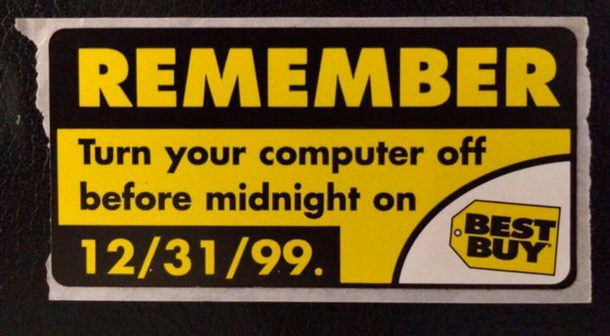 REMEMBER
Turn your computer off
before midnight on
12/31/99.
BEST
BUY